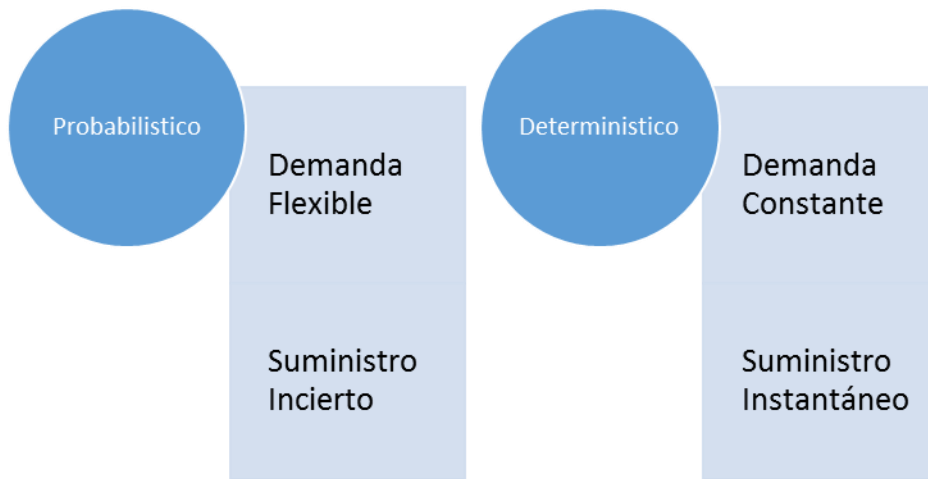 Probabilistico
Demanda
Flexible
Suministro
Incierto
Deterministico
Demanda
Constante
Suministro
Instantáneo